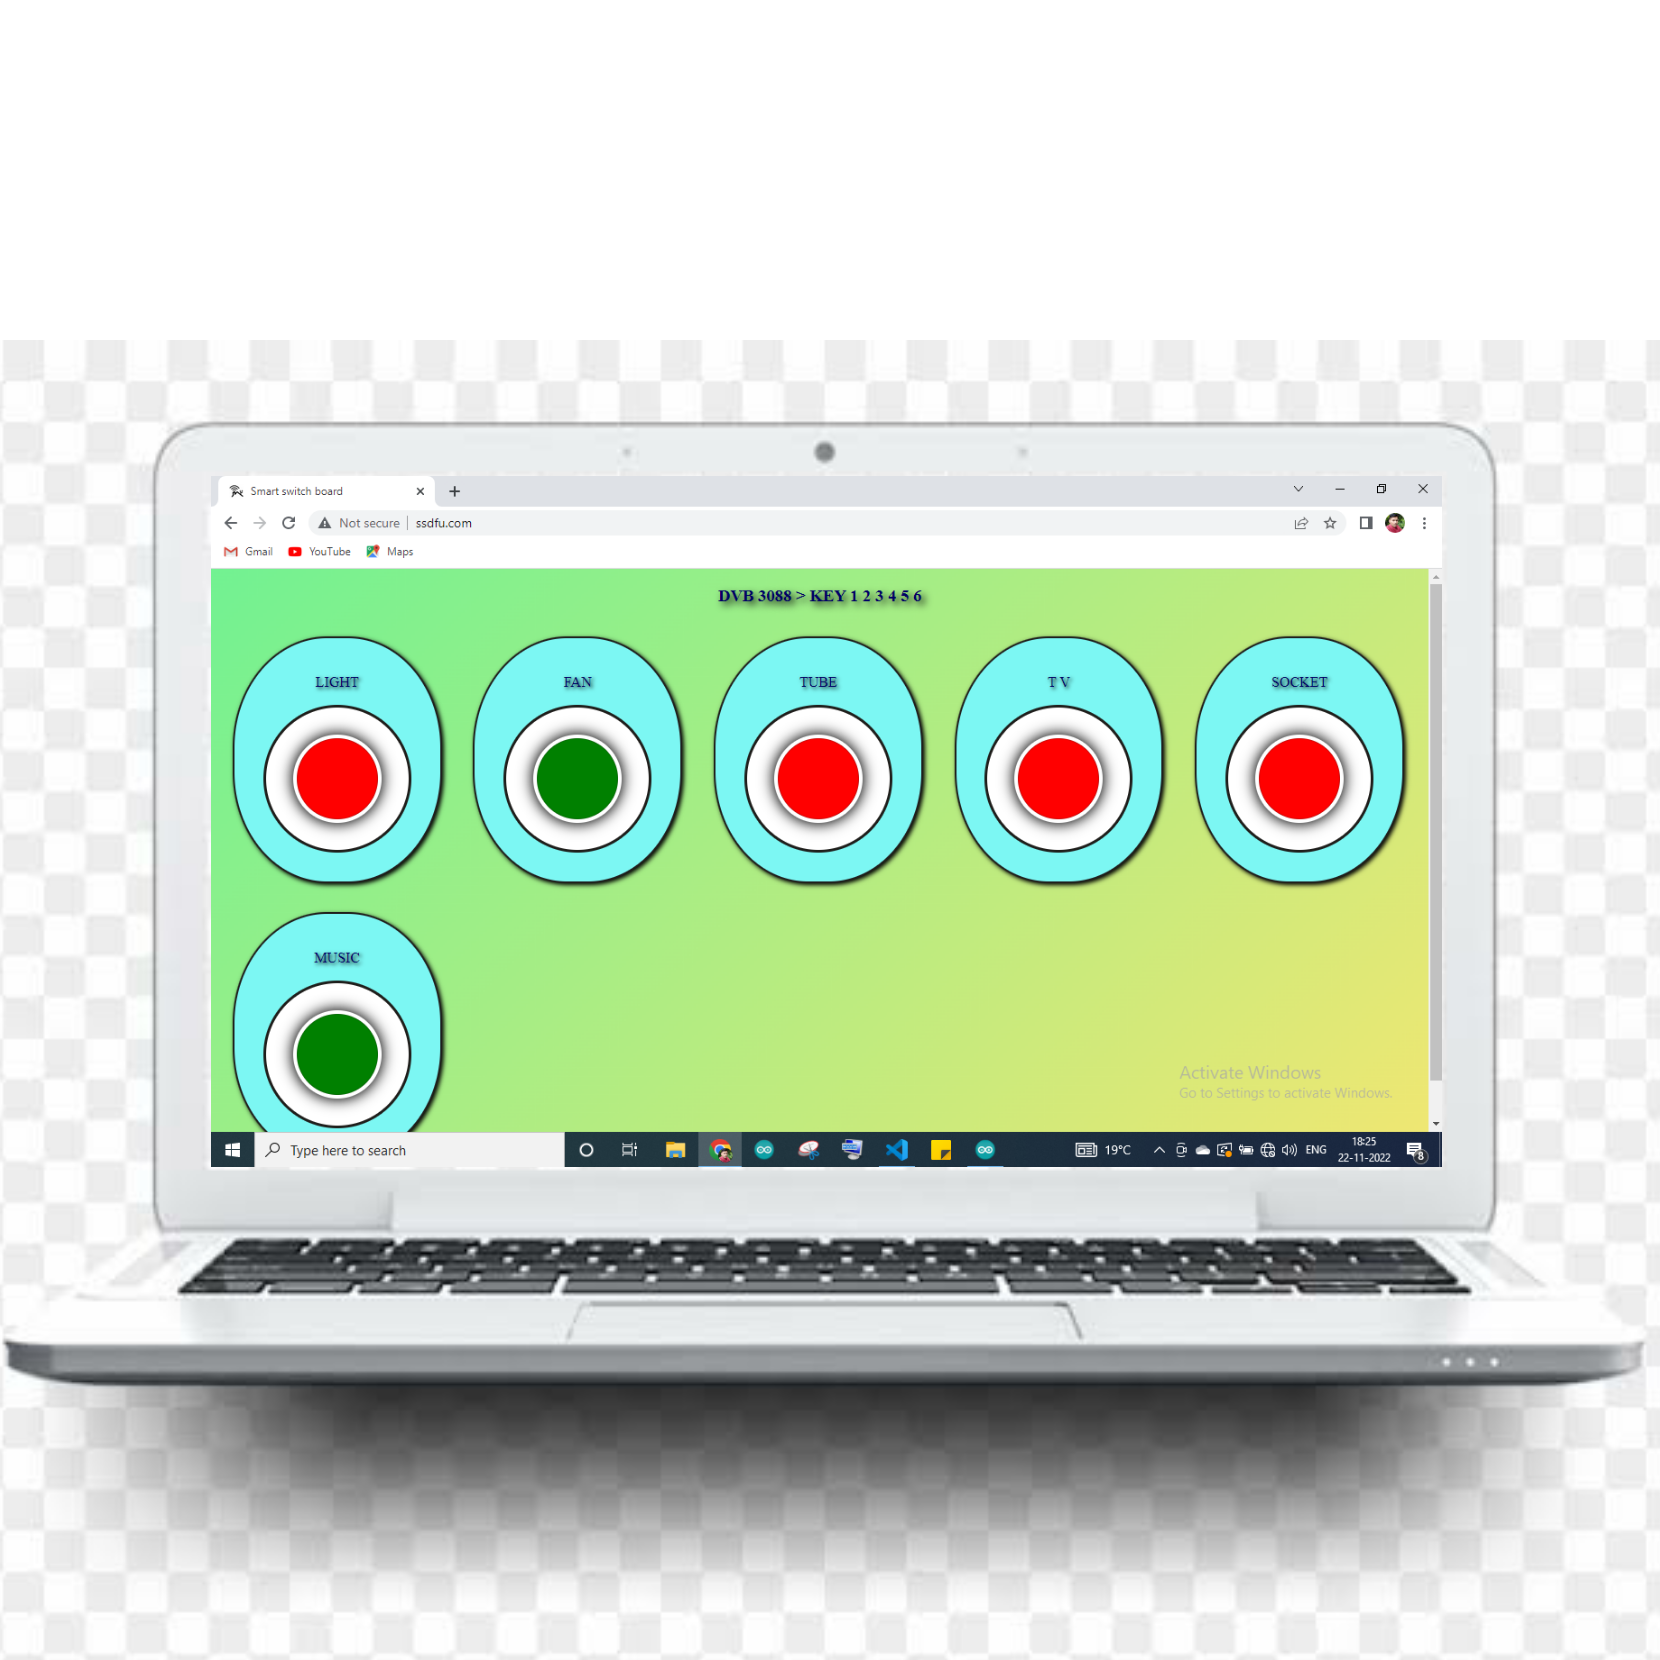 Smart switch board
Not secure | ssdfu.com
Gmail YouTube Maps
DVB 3088 > KEY 1 2 3 4 5 6
LIGHT FAN TUBE T V SOCKET
MUSIC
Activate Windows
Go to Settings to activate Windows.
Type here to search 19°C ENG 18:25
22-11-2022 8